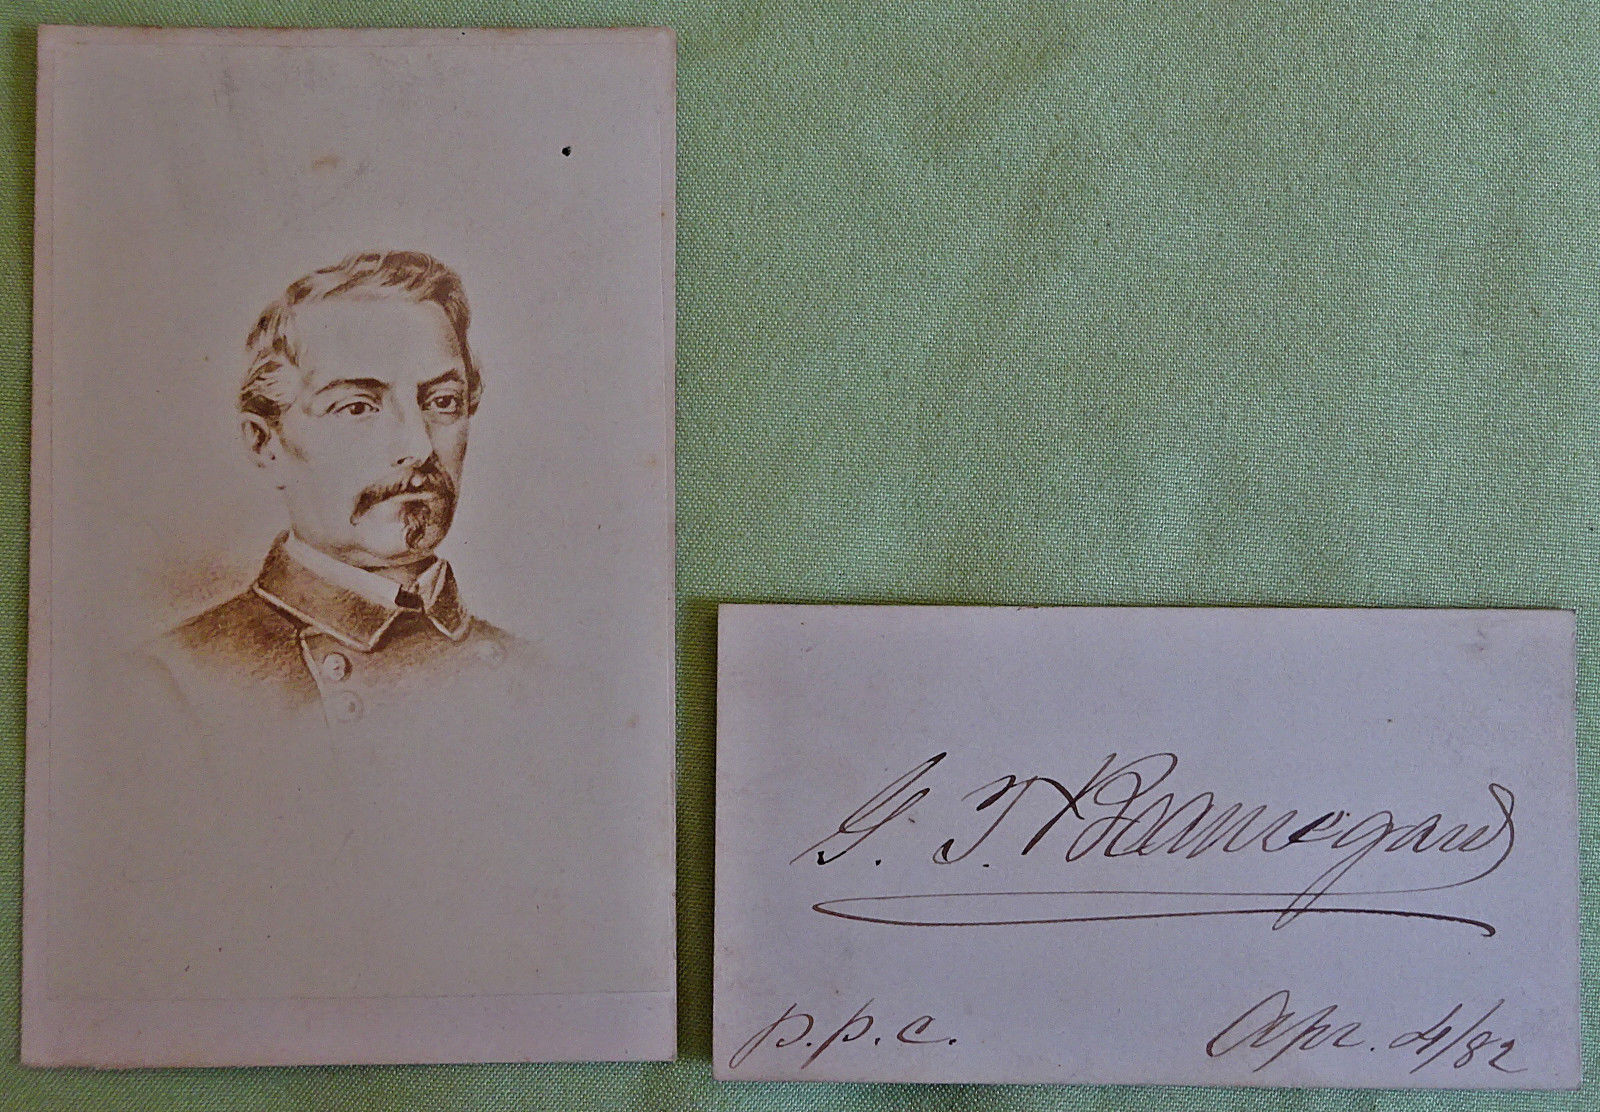 G. T. Beauregard
p.p.c. Apr. 4/82